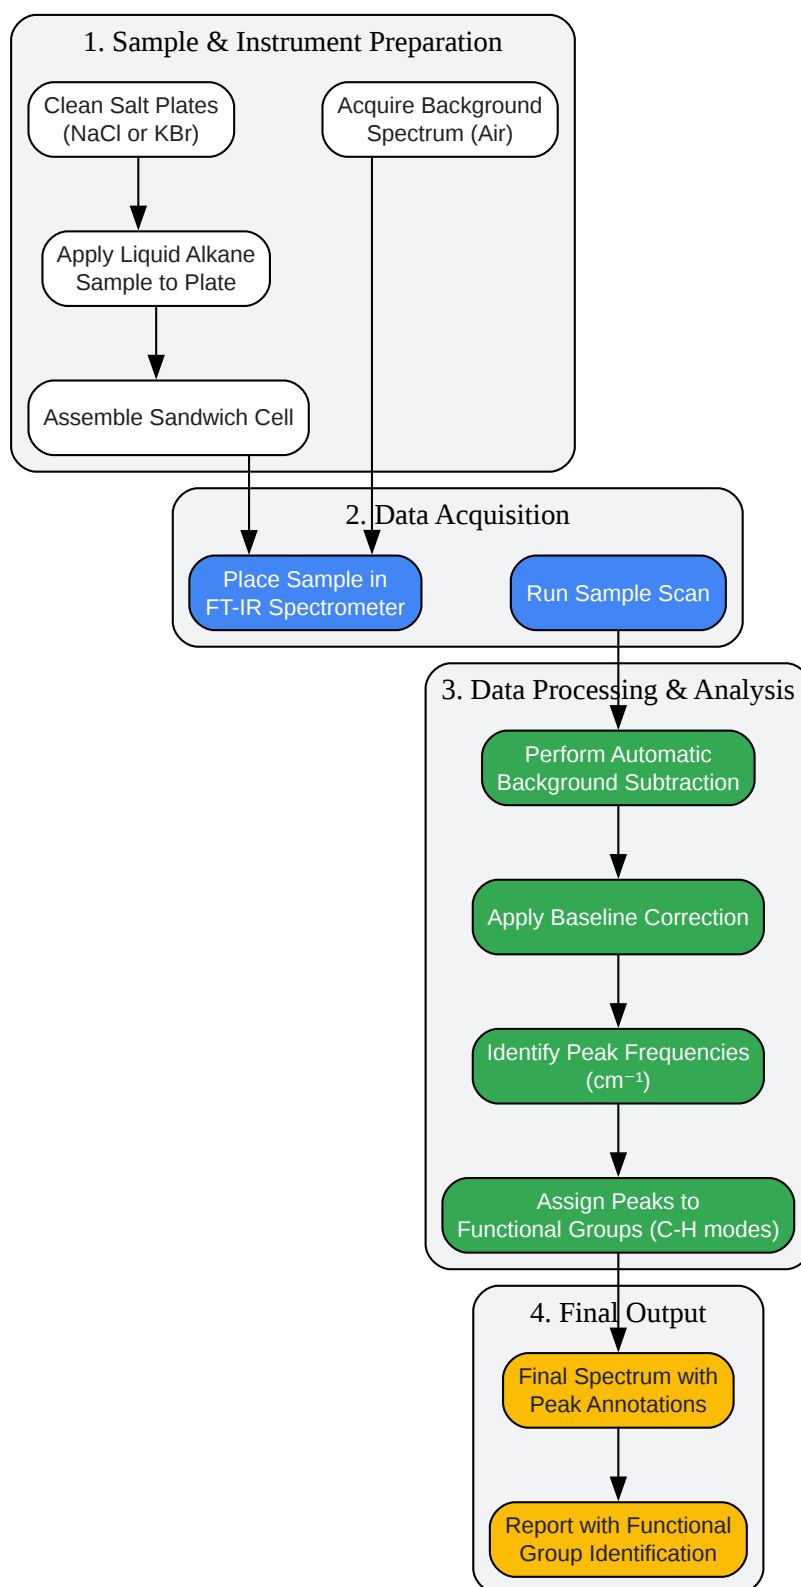 1. Sample & Instrument Preparation
Clean Salt Plates
(NaCl or KBr)
Acquire Background
Spectrum (Air)
Apply Liquid Alkane
Sample to Plate
Assemble Sandwich Cell
2. Data Acquisition
Place Sample in
FT-IR Spectrometer
Run Sample Scan
3. Data Processing & Analysis
Perform Automatic
Background Subtraction
Apply Baseline Correction
Identify Peak Frequencies
(cm⁻¹)
Assign Peaks to
Functional Groups (C-H modes)
4. Final Output
Final Spectrum with
Peak Annotations
Report with Functional
Group Identification